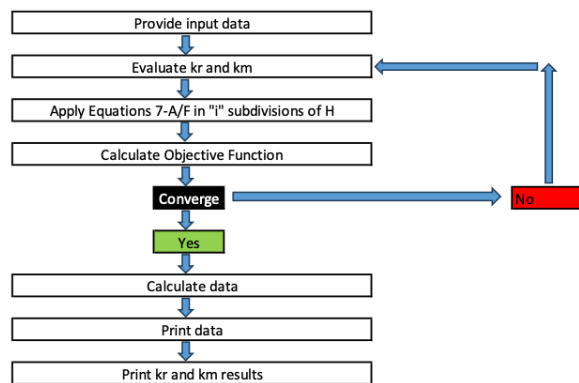 Provide input data
Evaluate kr and km
Apply Equations 7-A/F in "i" subdivisions of H
Calculate Objective Function
Converge
No
Yes
Calculate data
Print data
Print kr and km results